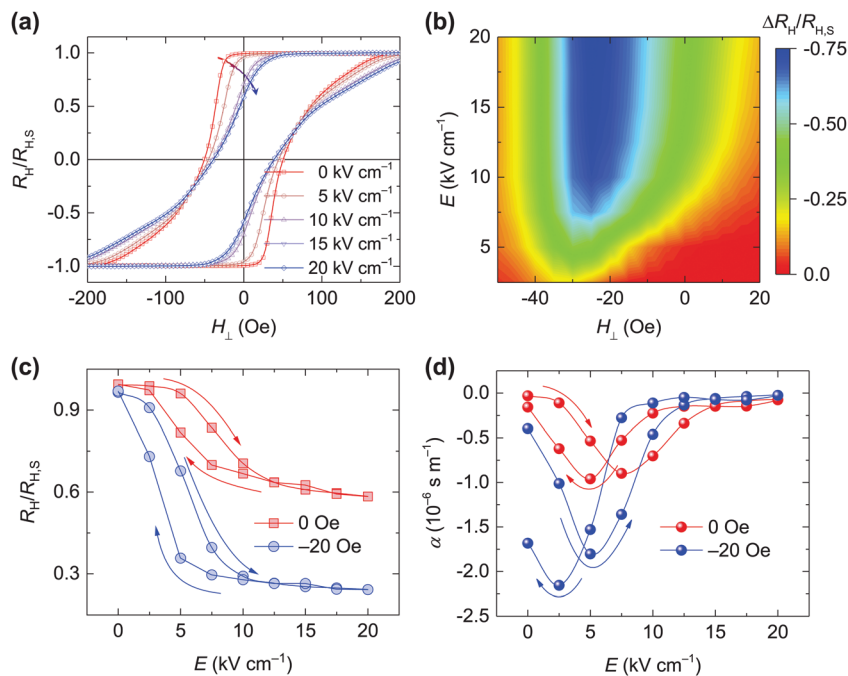 (a)
R_H/R_H,S
1.0
0.5
0.0
-0.5
-1.0
0 kV cm⁻¹
5 kV cm⁻¹
10 kV cm⁻¹
15 kV cm⁻¹
20 kV cm⁻¹
-200 -100 0 100 200
H⊥ (Oe)
(b)
E (kV cm⁻¹)
20
15
10
5
-40 -20 0 20
H⊥ (Oe)
ΔR_H/R_H,S
-0.75
-0.50
-0.25
0.0
(c)
R_H/R_H,S
0.9
0.6
0.3
0 Oe
–20 Oe
0 5 10 15 20
E (kV cm⁻¹)
(d)
α (10⁻⁶ s m⁻¹)
0.0
-0.5
-1.0
-1.5
-2.0
-2.5
0 Oe
–20 Oe
0 5 10 15 20
E (kV cm⁻¹)